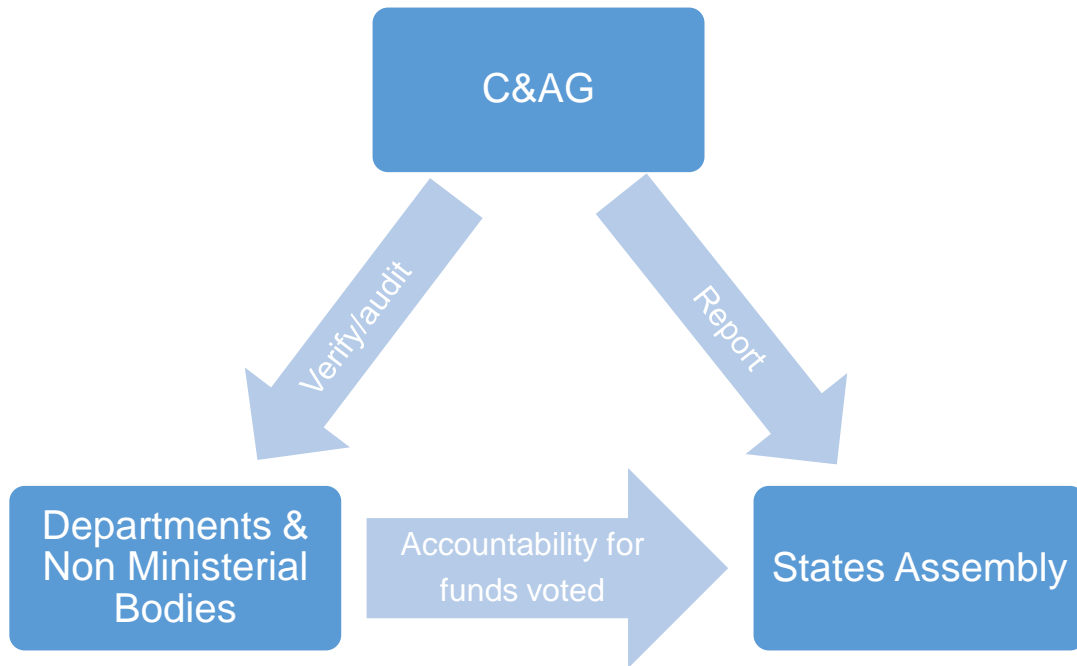 C&AG
Verify/audit
Report
Departments &
Non Ministerial
Bodies
Accountability for
funds voted
States Assembly